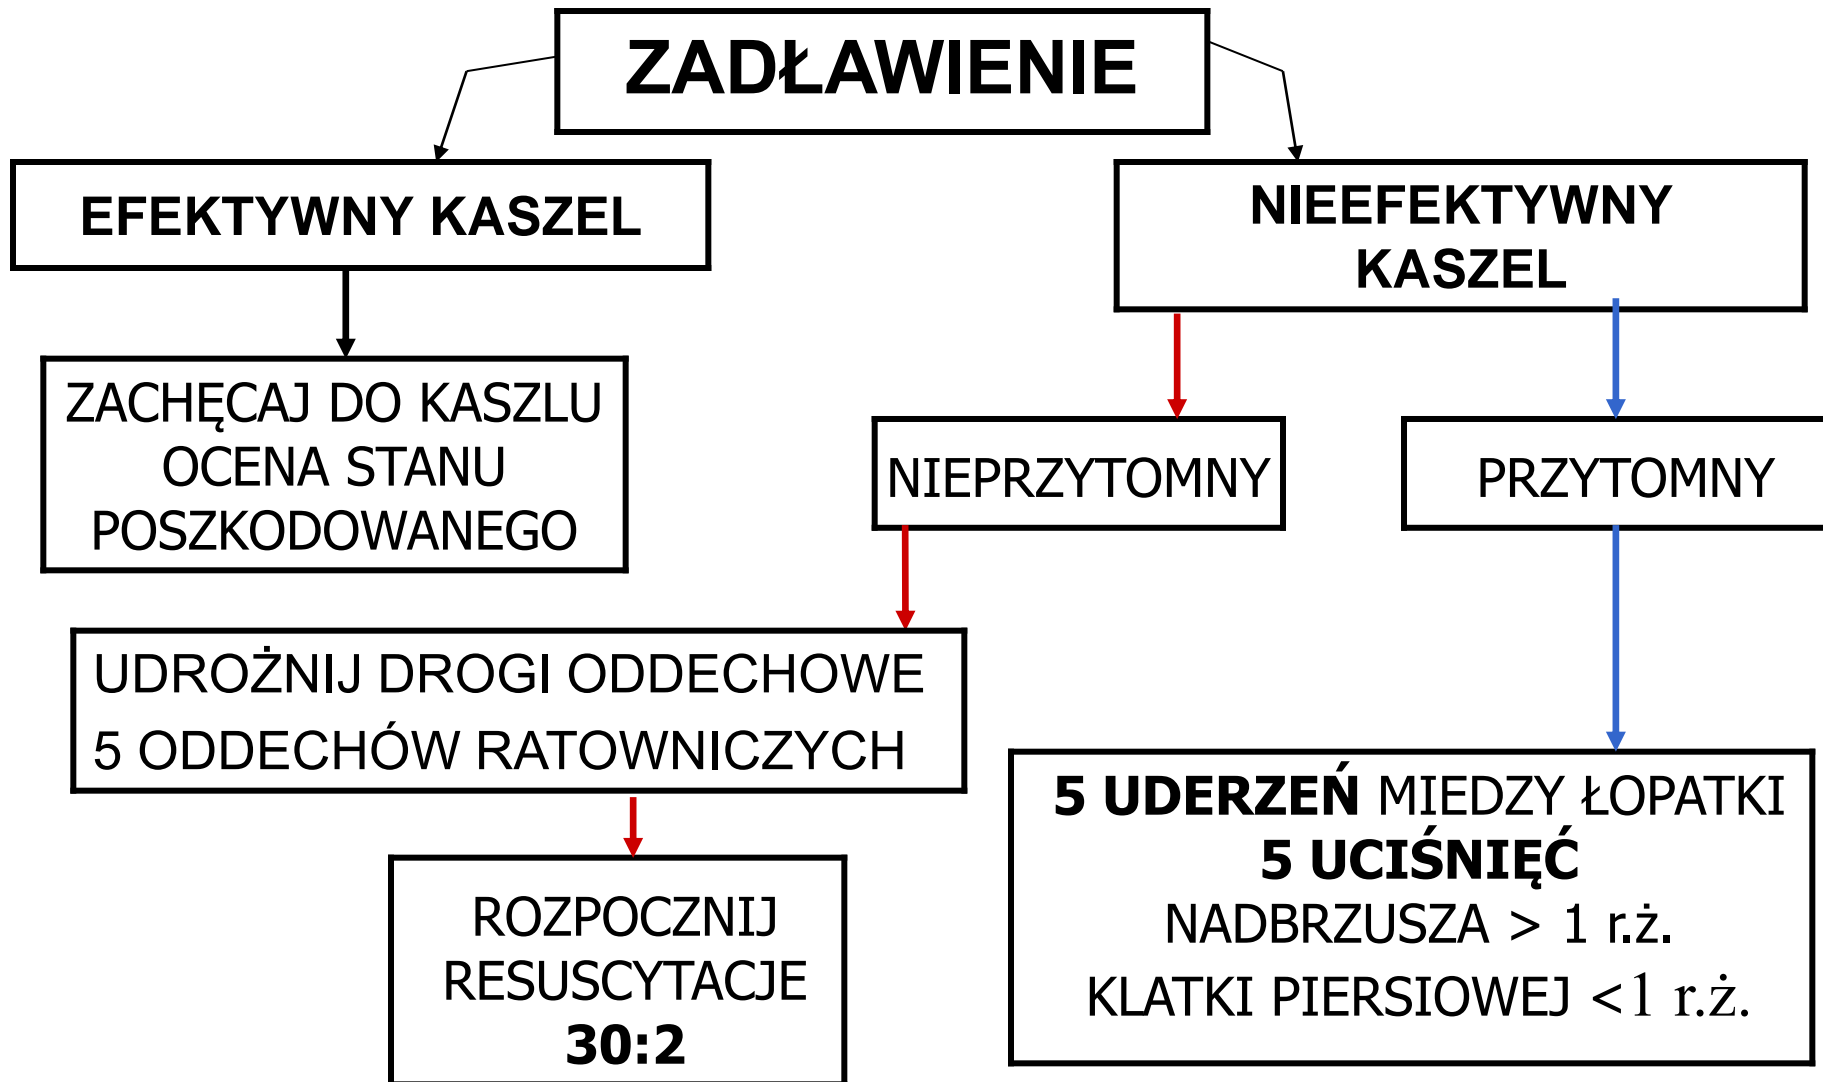 ZADŁAWIENIE
EFEKTYWNY KASZEL
NIEEFEKTYWNY
KASZEL
ZACHĘCAJ DO KASZLU
OCENA STANU
POSZKODOWANEGO
NIEPRZYTOMNY
PRZYTOMNY
UDROŻNIJ DROGI ODDECHOWE
5 ODDECHÓW RATOWNICZYCH
5 UDERZEŃ MIEDZY ŁOPATKI
5 UCIŚNIĘĆ
NADBRZUSZA > 1 r.ż.
KLATKI PIERSIOWEJ <1 r.ż.
ROZPOCZNIJ
RESUSCYTACJE
30:2